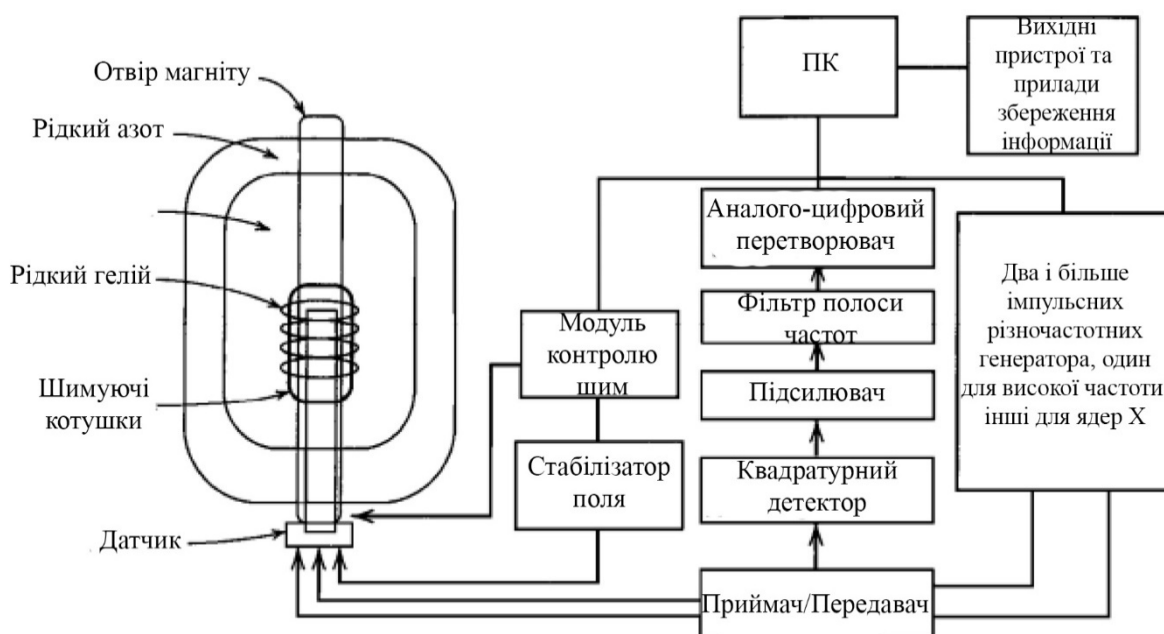 Отвір магніту
Рідкий азот
Рідкий гелій
Шимуючі
котушки
Датчик
Модуль
контролю
шим
Стабілізатор
поля
ПК
Вихідні
пристрої та
прилади
збереження
інформації
Аналого-цифровий
перетворювач
Фільтр полоси
частот
Підсилювач
Квадратурний
детектор
Приймач/Передавач
Два і більше
імпульсних
різночастотних
генератора, один
для високої частоти
інші для ядер X